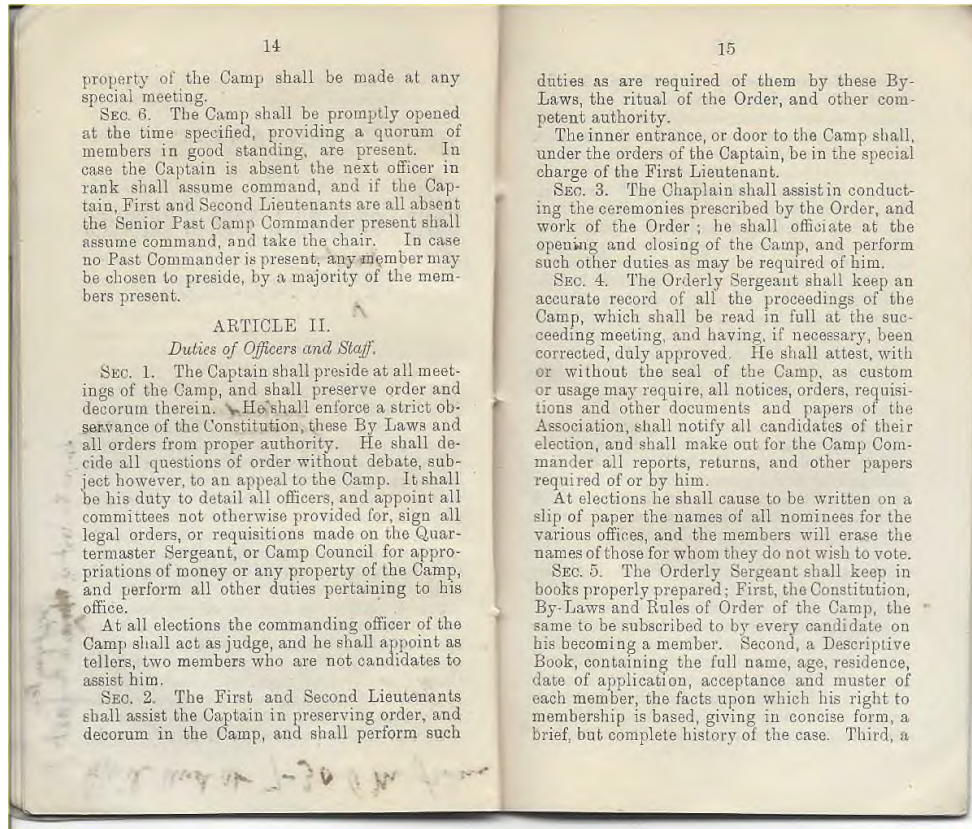 14
property of the Camp shall be made at any
special meeting.
SEC. 6. The Camp shall be promptly opened
at the time specified, providing a quorum of
members in good standing, are present. In
case the Captain is absent the next officer in
rank shall assume command, and if the Cap-
tain, First and Second Lieutenants are all absent
the Senior Past Camp Commander present shall
assume command, and take the chair. In case
no Past Commander is present, any member may
be chosen to preside, by a majority of the mem-
bers present.
ARTICLE II.
Duties of Officers and Staff.
SEC. 1. The Captain shall preside at all meet-
ings of the Camp, and shall preserve order and
decorum therein. He shall enforce a strict ob-
servance of the Constitution, these By Laws and
all orders from proper authority. He shall de-
cide all questions of order without debate, sub-
ject however, to an appeal to the Camp. It shall
be his duty to detail all officers, and appoint all
committees not otherwise provided for, sign all
legal orders, or requisitions made on the Quar-
termaster Sergeant, or Camp Council for appro-
priations of money or any property of the Camp,
and perform all other duties pertaining to his
office.
At all elections the commanding officer of the
Camp shall act as judge, and he shall appoint as
tellers, two members who are not candidates to
assist him.
SEC. 2. The First and Second Lieutenants
shall assist the Captain in preserving order, and
decorum in the Camp, and shall perform such
15
duties as are required of them by these By-
Laws, the ritual of the Order, and other com-
petent authority.
The inner entrance, or door to the Camp shall,
under the orders of the Captain, be in the special
charge of the First Lieutenant.
SEC. 3. The Chaplain shall assist in conduct-
ing the ceremonies prescribed by the Order, and
work of the Order ; he shall officiate at the
opening and closing of the Camp, and perform
such other duties as may be required of him.
SEC. 4. The Orderly Sergeant shall keep an
accurate record of all the proceedings of the
Camp, which shall be read in full at the suc-
ceeding meeting, and having, if necessary, been
corrected, duly approved. He shall attest, with
or without the seal of the Camp, as custom
or usage may require, all notices, orders, requisi-
tions and other documents and papers of the
Association, shall notify all candidates of their
election, and shall make out for the Camp Com-
mander all reports, returns, and other papers
required of or by him.
At elections he shall cause to be written on a
slip of paper the names of all nominees for the
various offices, and the members will erase the
names of those for whom they do not wish to vote.
SEC. 5. The Orderly Sergeant shall keep in
books properly prepared; First, the Constitution,
By-Laws and Rules of Order of the Camp, the
same to be subscribed to by every candidate on
his becoming a member. Second, a Descriptive
Book, containing the full name, age, residence,
date of application, acceptance and muster of
each member, the facts upon which his right to
membership is based, giving in concise form, a
brief, but complete history of the case. Third, a